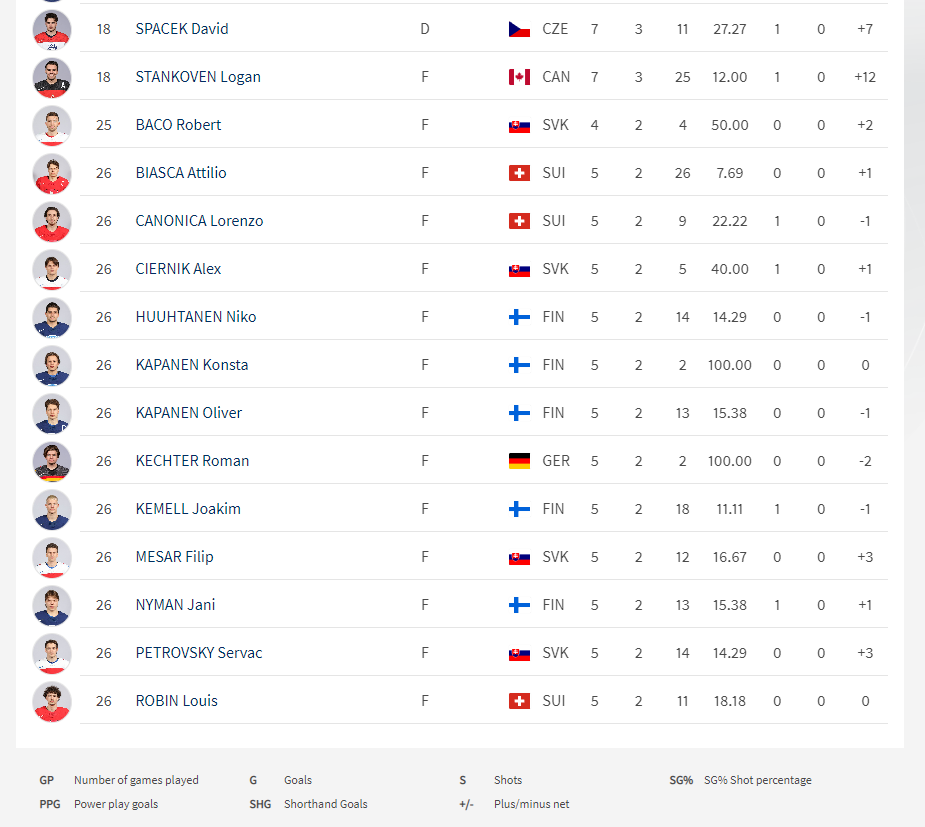 18 SPACEK David D CZE 7 3 11 27.27 1 0 +7
18 STANKOVEN Logan F CAN 7 3 25 12.00 1 0 +12
25 BACO Robert F SVK 4 2 4 50.00 0 0 +2
26 BIASCA Attilio F SUI 5 2 26 7.69 0 0 +1
26 CANONICA Lorenzo F SUI 5 2 9 22.22 1 0 -1
26 CIERNIK Alex F SVK 5 2 5 40.00 1 0 +1
26 HUUHTANEN Niko F FIN 5 2 14 14.29 0 0 -1
26 KAPANEN Konsta F FIN 5 2 2 100.00 0 0 0
26 KAPANEN Oliver F FIN 5 2 13 15.38 0 0 -1
26 KECHTER Roman F GER 5 2 2 100.00 0 0 -2
26 KEMELL Joakim F FIN 5 2 18 11.11 1 0 -1
26 MESAR Filip F SVK 5 2 12 16.67 0 0 +3
26 NYMAN Jani F FIN 5 2 13 15.38 1 0 +1
26 PETROVSKY Servac F SVK 5 2 14 14.29 0 0 +3
26 ROBIN Louis F SUI 5 2 11 18.18 0 0 0
GP Number of games played G Goals S Shots SG% SG% Shot percentage
PPG Power play goals SHG Shorthand Goals +/- Plus/minus net